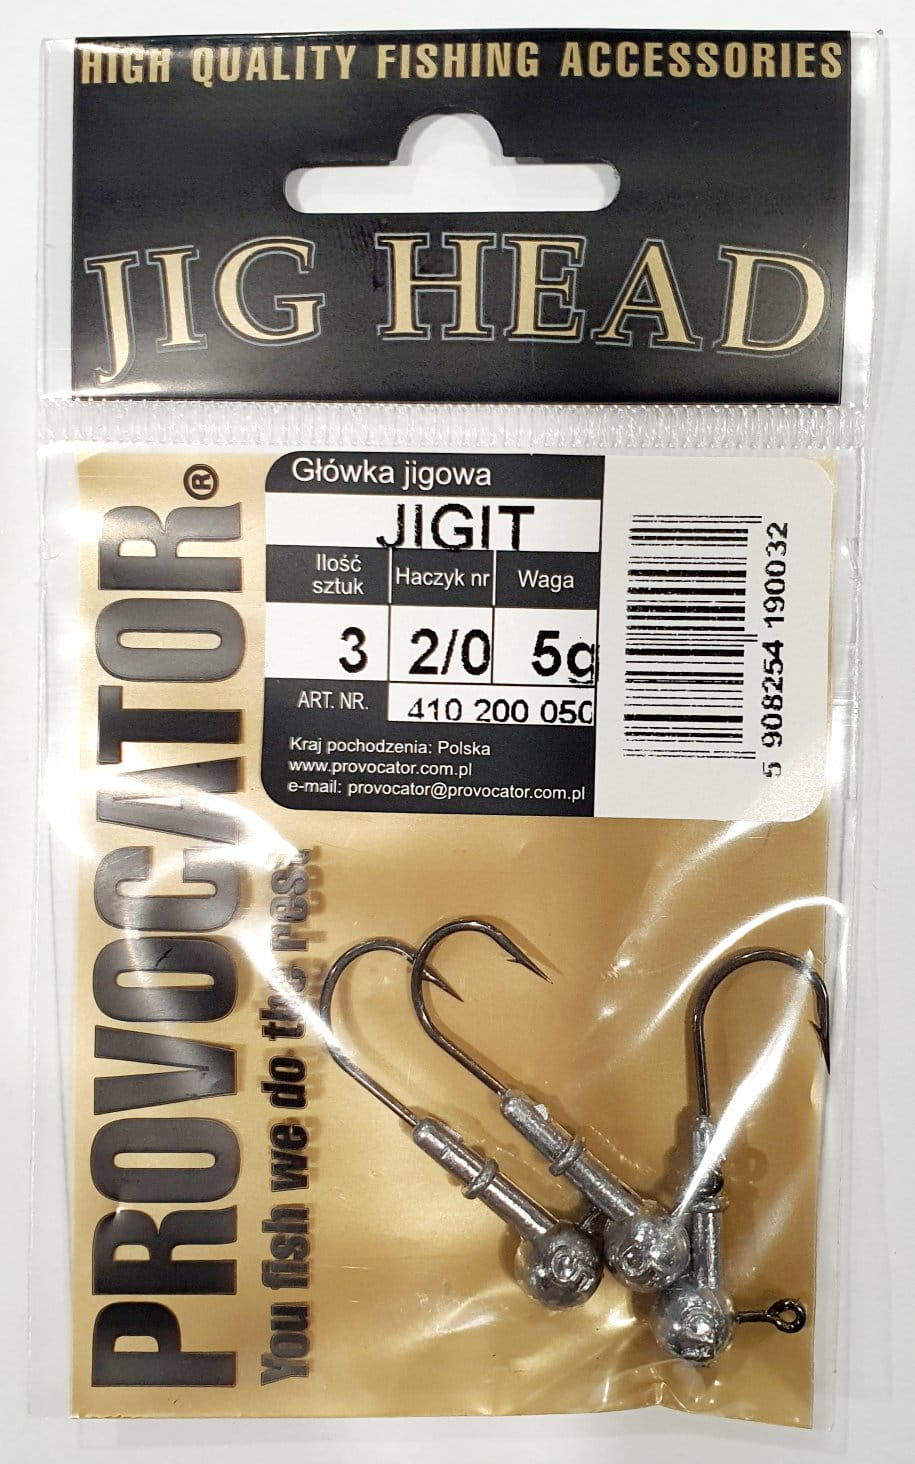 HIGH QUALITY FISHING ACCESSORIES
JIG HEAD
PROVOCATOR®
You fish we do the rest
Główka jigowa
JIGIT
Ilość sztuk
Haczyk nr
Waga
3
2/0
5g
ART. NR.
410 200 050
Kraj pochodzenia: Polska
www.provocator.com.pl
e-mail: provocator@provocator.com.pl
5 908254 190032